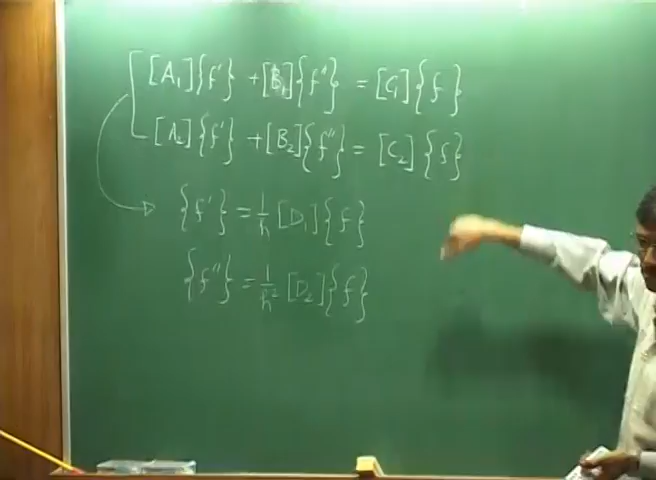 [A₁]{f'} + [B₁]{f''} = [C₁]{f}
[A₂]{f'} + [B₂]{f''} = [C₂]{f}
{f'} = 1/h [D₁]{f}
{f''} = 1/h² [D₂]{f}